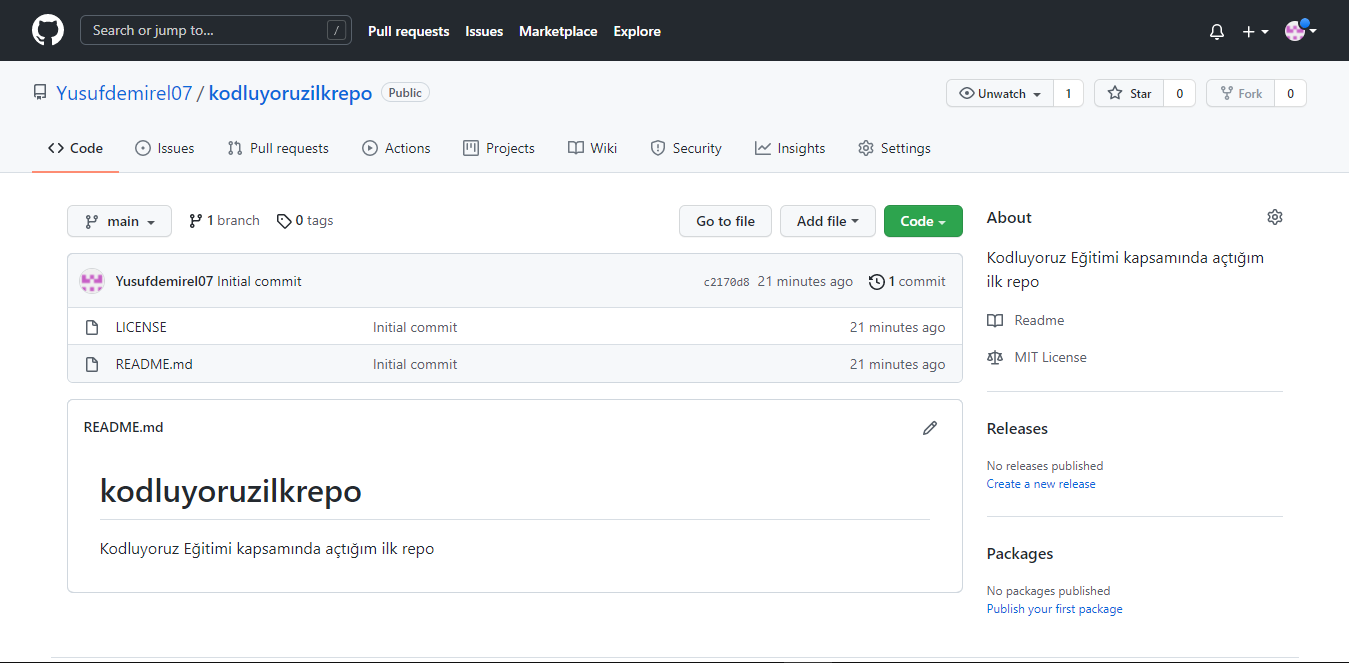 Search or jump to... / Pull requests Issues Marketplace Explore
Yusufdemirel07 / kodluyoruzilkrepo Public Unwatch 1 Star 0 Fork 0
Code Issues Pull requests Actions Projects Wiki Security Insights Settings
main 1 branch 0 tags Go to file Add file Code
Yusufdemirel07 Initial commit c2170d8 21 minutes ago 1 commit
LICENSE Initial commit 21 minutes ago
README.md Initial commit 21 minutes ago
README.md
kodluyoruzilkrepo
Kodluyoruz Eğitimi kapsamında açtığım ilk repo
About
Kodluyoruz Eğitimi kapsamında açtığım
ilk repo
Readme
MIT License
Releases
No releases published
Create a new release
Packages
No packages published
Publish your first package